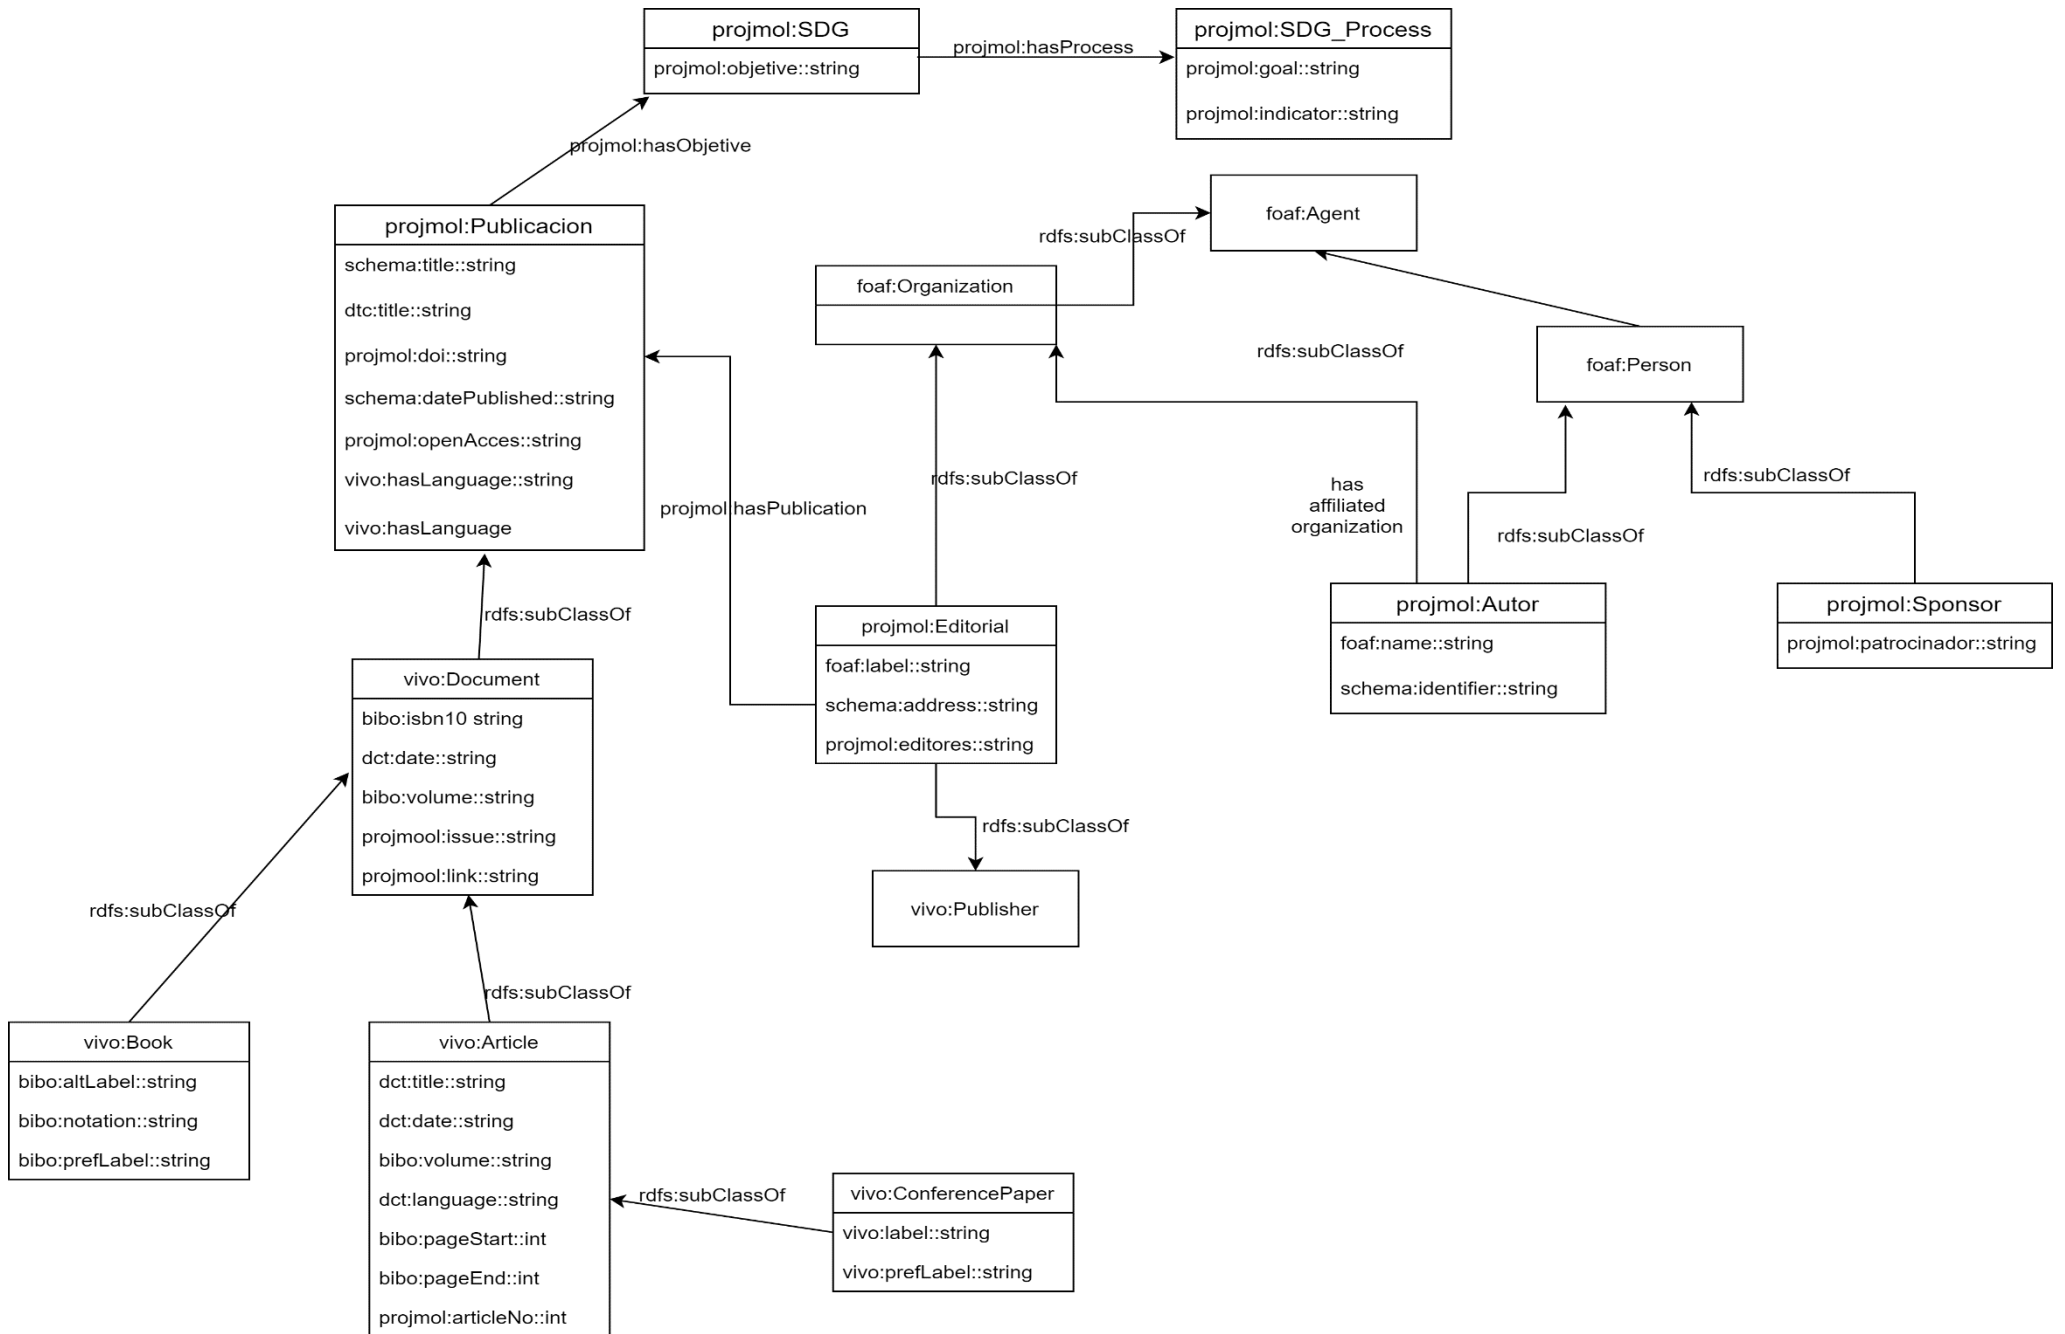 projmol:SDG
projmol:objetive::string
projmol:hasProcess
projmol:SDG_Process
projmol:goal::string
projmol:indicator::string
projmol:hasObjetive
projmol:Publicacion
schema:title::string
dtc:title::string
projmol:doi::string
schema:datePublished::string
projmol:openAcces::string
vivo:hasLanguage::string
vivo:hasLanguage
foaf:Agent
rdfs:subClassOf
foaf:Organization
rdfs:subClassOf
foaf:Person
rdfs:subClassOf
projmol:hasPublication
has
affiliated
organization
rdfs:subClassOf
rdfs:subClassOf
rdfs:subClassOf
projmol:Editorial
foaf:label::string
schema:address::string
projmol:editores::string
projmol:Autor
foaf:name::string
schema:identifier::string
projmol:Sponsor
projmol:patrocinador::string
vivo:Document
bibo:isbn10 string
dct:date::string
bibo:volume::string
projmool:issue::string
projmool:link::string
rdfs:subClassOf
vivo:Publisher
rdfs:subClassOf
rdfs:subClassOf
vivo:Book
bibo:altLabel::string
bibo:notation::string
bibo:prefLabel::string
vivo:Article
dct:title::string
dct:date::string
bibo:volume::string
dct:language::string
bibo:pageStart::int
bibo:pageEnd::int
projmol:articleNo::int
rdfs:subClassOf
vivo:ConferencePaper
vivo:label::string
vivo:prefLabel::string